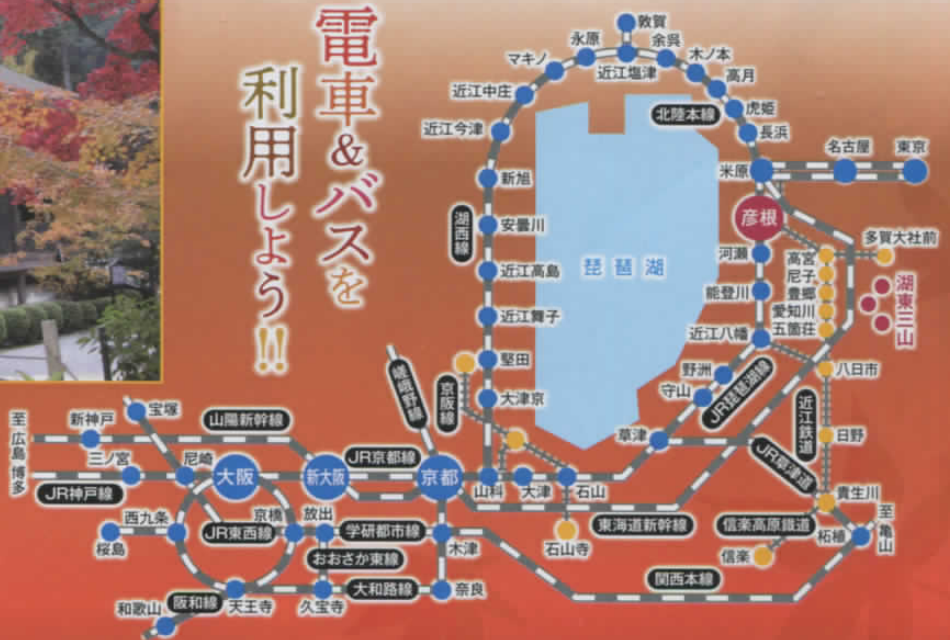 電車&バスを
利用しよう!!
敦賀
永原
余呉
マキノ
近江塩津
木ノ本
近江中庄
高月
虎姫
近江今津
北陸本線
長浜
米原
名古屋
東京
新旭
彦根
湖西線
安曇川
多賀大社前
河瀬
高宮
琵琶湖
尼子
近江高島
能登川
豊郷
湖東三山
愛知川
近江舞子
近江八幡
五箇荘
堅田
嵯峨野線
京阪線
野洲
八日市
大津京
守山
JR琵琶湖線
近江鉄道
至広島博多
新神戸
宝塚
山陽新幹線
草津
日野
三ノ宮
尼崎
大阪
新大阪
JR京都線
京都
JR草津線
JR神戸線
山科
大津
石山
貴生川
西九条
京橋
放出
至亀山
桜島
JR東西線
学研都市線
木津
石山寺
東海道新幹線
信楽高原鐵道
柘植
おおさか東線
信楽
和歌山
阪和線
天王寺
久宝寺
大和路線
奈良
関西本線